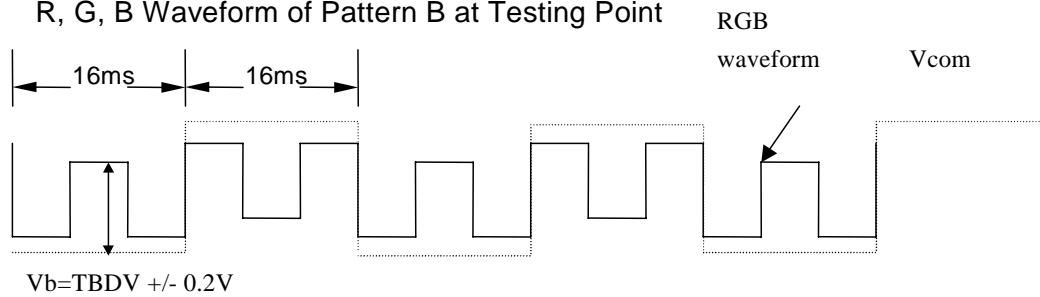 R, G, B Waveform of Pattern B at Testing Point
RGB
waveform
Vcom
16ms
16ms
Vb=TBDV +/- 0.2V